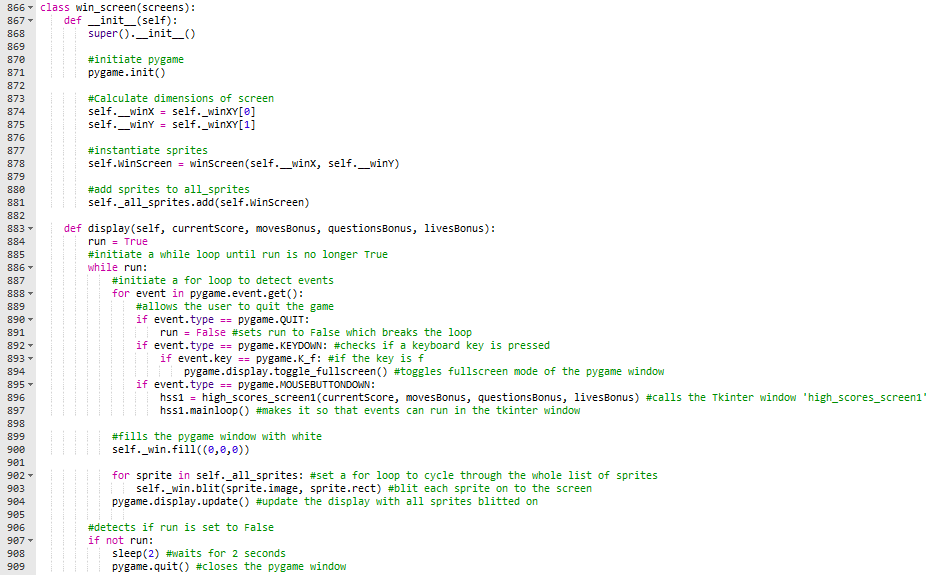 866 class win_screen(screens):
867     def __init__(self):
868         super().__init__()
869
870         #initiate pygame
871         pygame.init()
872
873         #Calculate dimensions of screen
874         self.__winX = self._winXY[0]
875         self.__winY = self._winXY[1]
876
877         #instantiate sprites
878         self.WinScreen = winScreen(self.__winX, self.__winY)
879
880         #add sprites to all_sprites
881         self._all_sprites.add(self.WinScreen)
882
883     def display(self, currentScore, movesBonus, questionsBonus, livesBonus):
884         run = True
885         #initiate a while loop until run is no longer True
886         while run:
887             #initiate a for loop to detect events
888             for event in pygame.event.get():
889                 #allows the user to quit the game
890                 if event.type == pygame.QUIT:
891                     run = False #sets run to False which breaks the loop
892                 if event.type == pygame.KEYDOWN: #checks if a keyboard key is pressed
893                     if event.key == pygame.K_f: #if the key is f
894                         pygame.display.toggle_fullscreen() #toggles fullscreen mode of the pygame window
895                 if event.type == pygame.MOUSEBUTTONDOWN:
896                     hss1 = high_scores_screen1(currentScore, movesBonus, questionsBonus, livesBonus) #calls the Tkinter window 'high_scores_screen1'
897                     hss1.mainloop() #makes it so that events can run in the tkinter window
898
899             #fills the pygame window with white
900             self._win.fill((0,0,0))
901
902             for sprite in self._all_sprites: #set a for loop to cycle through the whole list of sprites
903                 self._win.blit(sprite.image, sprite.rect) #blit each sprite on to the screen
904             pygame.display.update() #update the display with all sprites blitted on
905
906         #detects if run is set to False
907         if not run:
908             sleep(2) #waits for 2 seconds
909             pygame.quit() #closes the pygame window